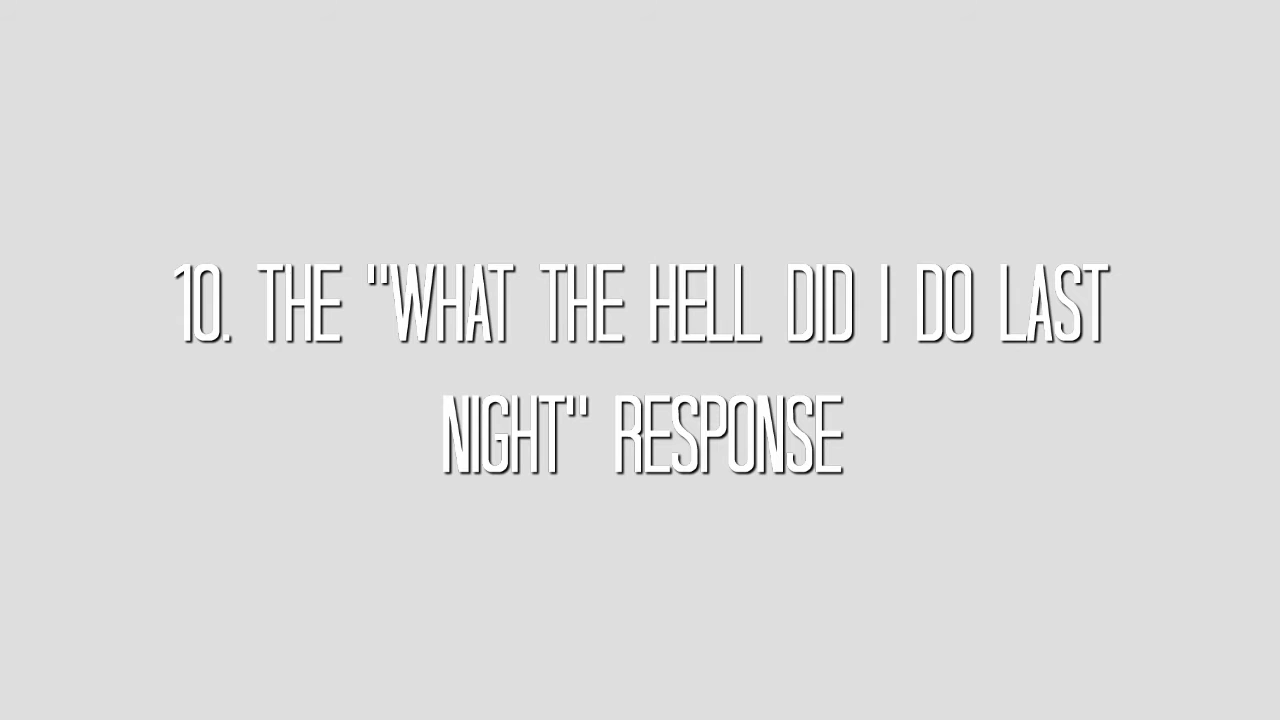 10. THE "WHAT THE HELL DID I DO LAST
NIGHT" RESPONSE